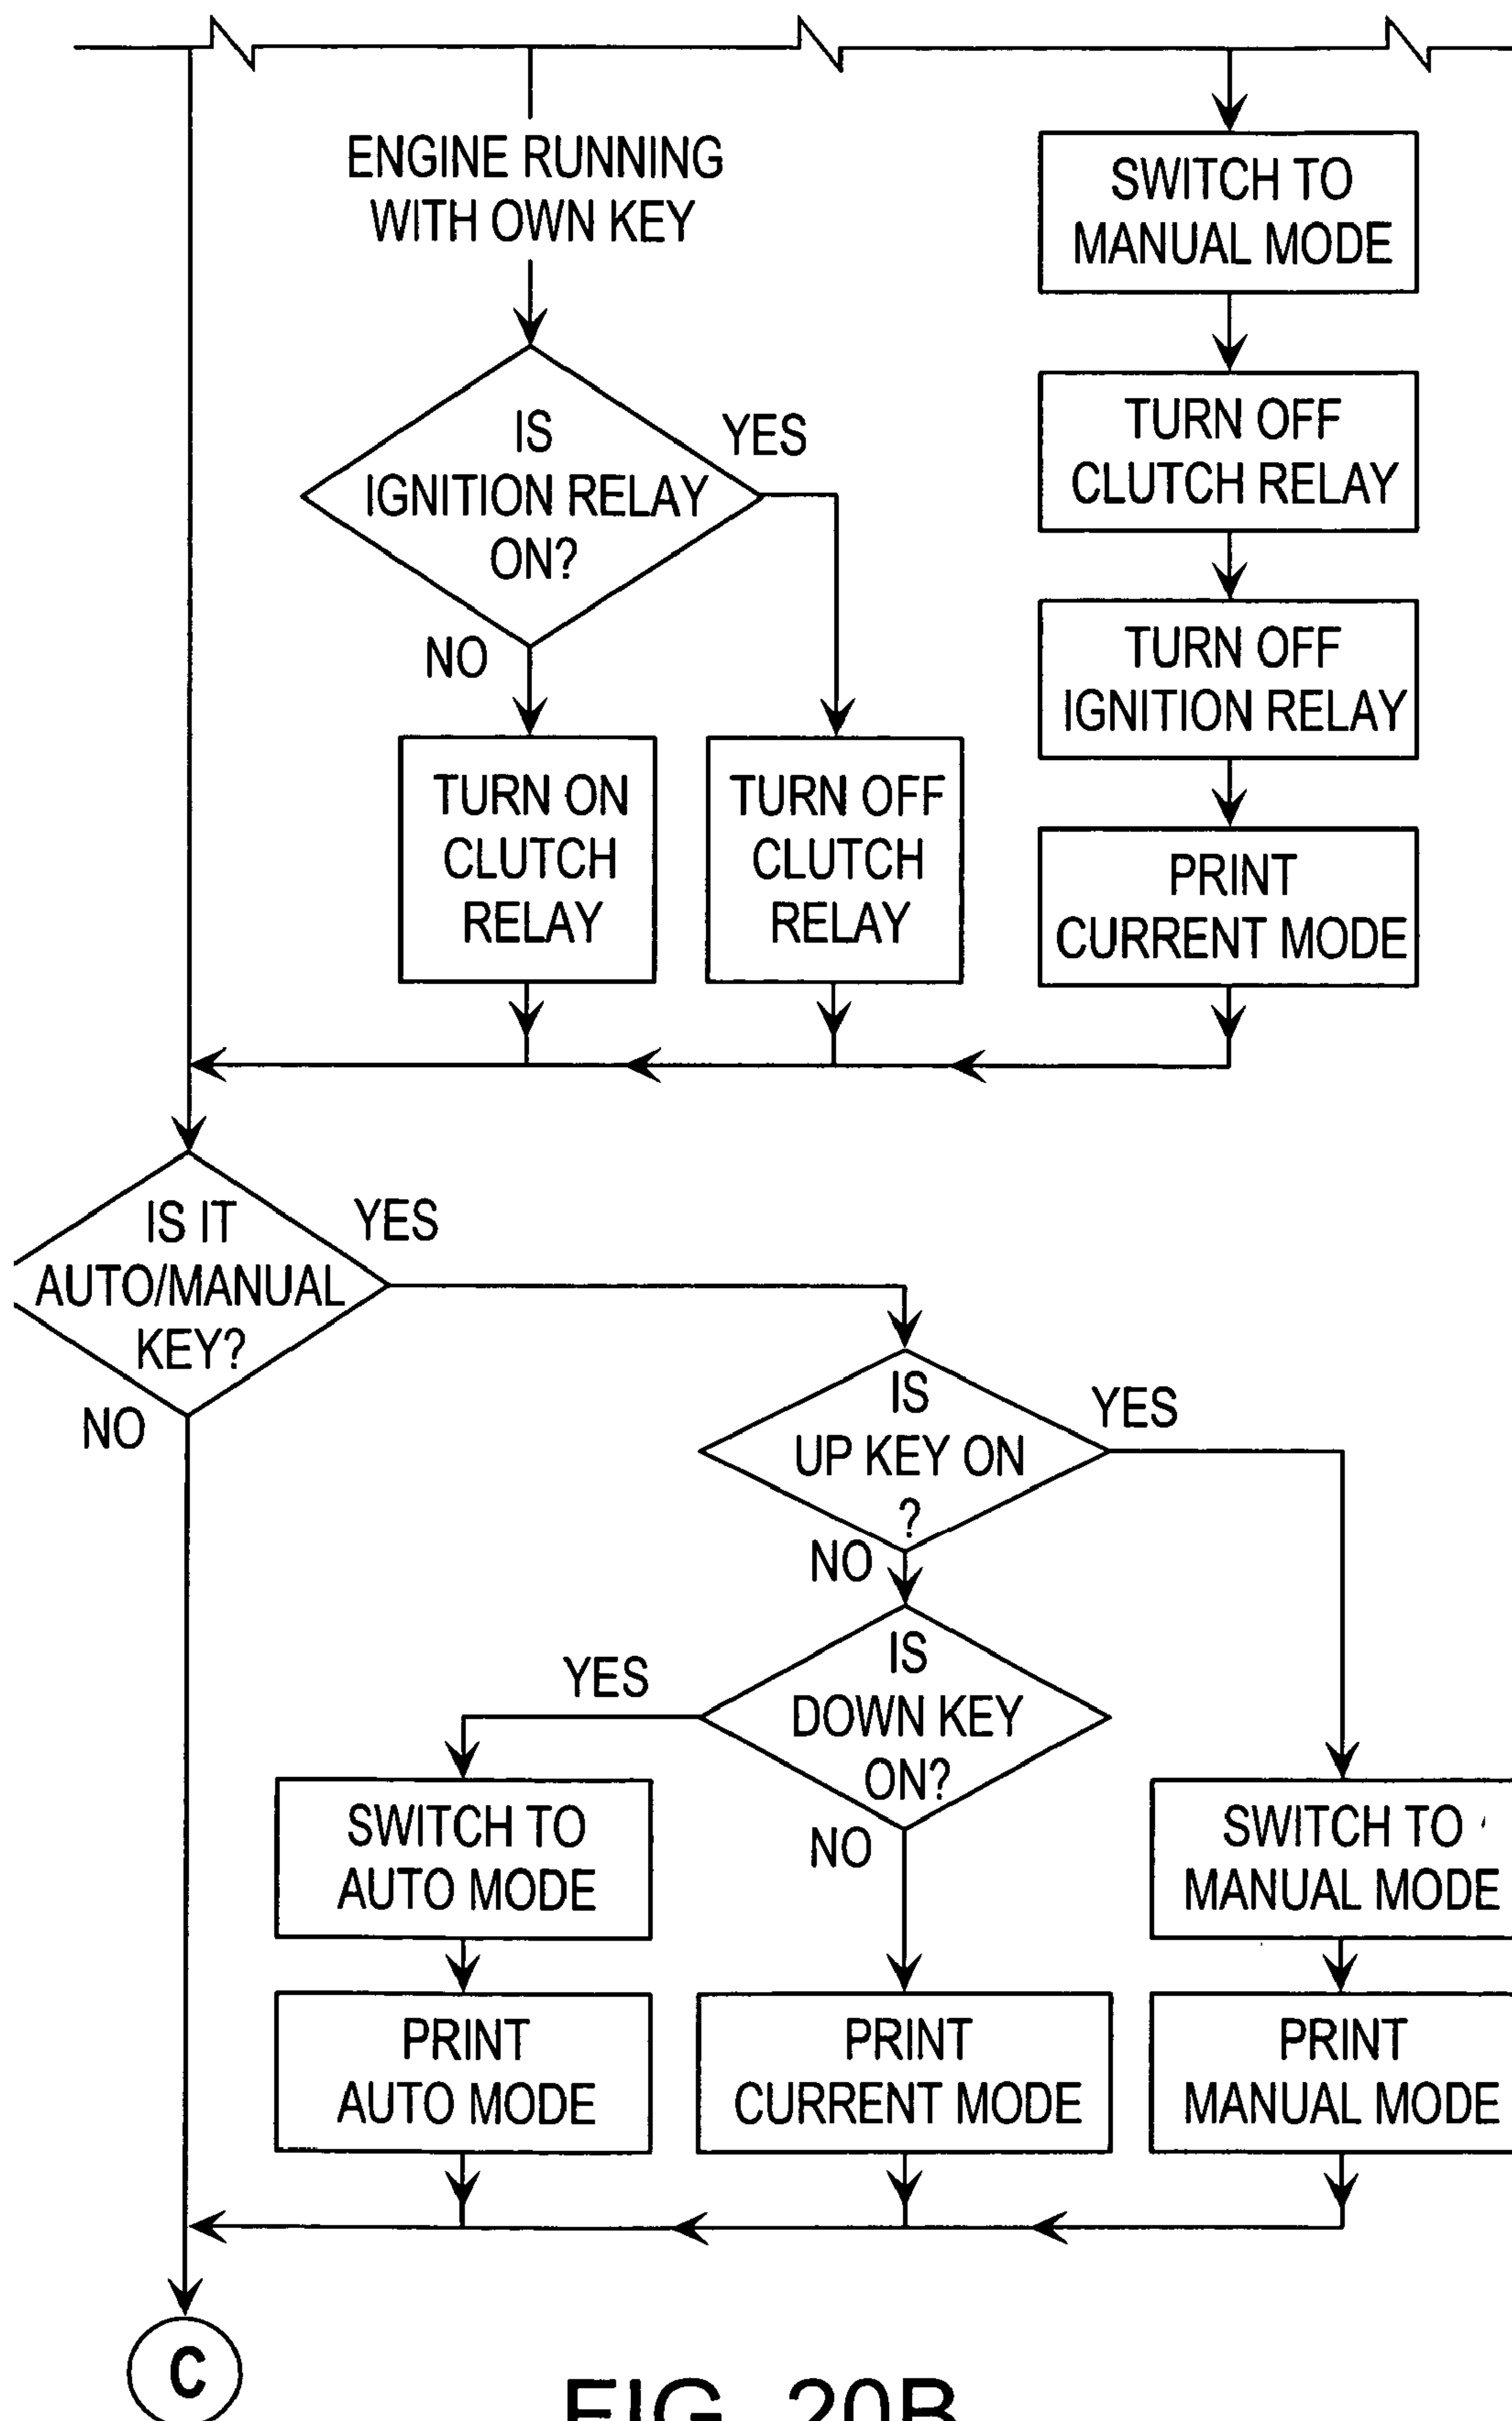 ENGINE RUNNING
WITH OWN KEY
SWITCH TO
MANUAL MODE
IS
IGNITION RELAY
ON?
YES
NO
TURN OFF
CLUTCH RELAY
TURN OFF
IGNITION RELAY
TURN ON
CLUTCH
RELAY
TURN OFF
CLUTCH
RELAY
PRINT
CURRENT MODE
IS IT
AUTO/MANUAL
KEY?
YES
NO
IS
UP KEY ON
?
YES
NO
IS
DOWN KEY
ON?
YES
NO
SWITCH TO
AUTO MODE
SWITCH TO
MANUAL MODE
PRINT
AUTO MODE
PRINT
CURRENT MODE
PRINT
MANUAL MODE
C
FIG. 20B